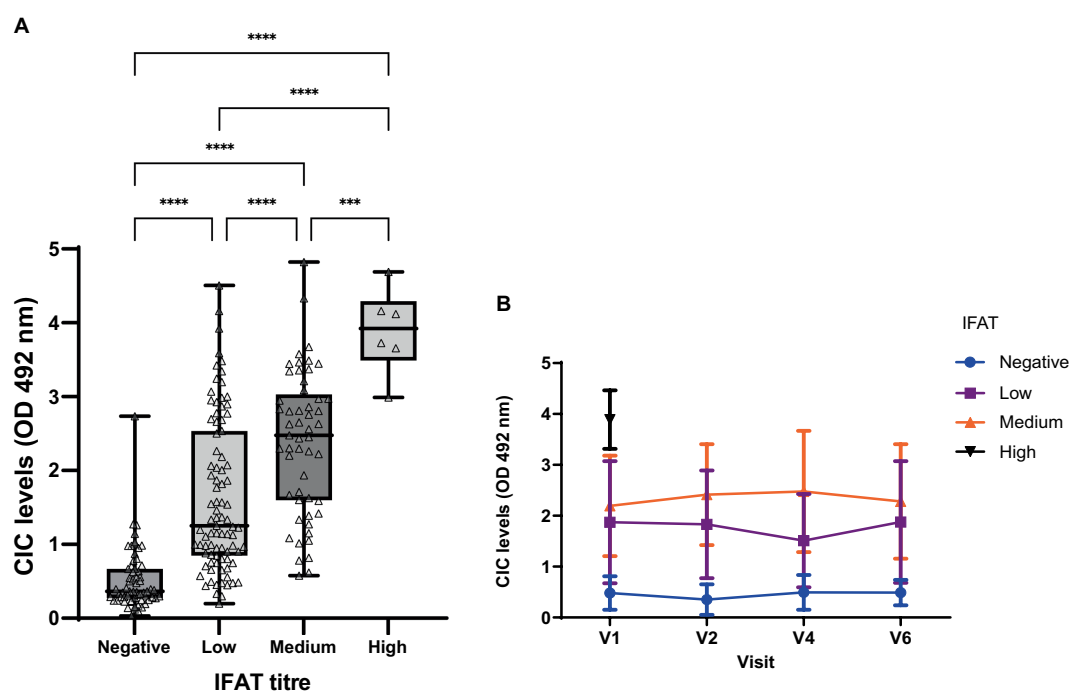 A
****
****
****
**** **** ***
CIC levels (OD 492 nm)
5
4
3
2
1
0
Negative Low Medium High
IFAT titre
B
CIC levels (OD 492 nm)
5
4
3
2
1
0
V1 V2 V4 V6
Visit
IFAT
Negative
Low
Medium
High